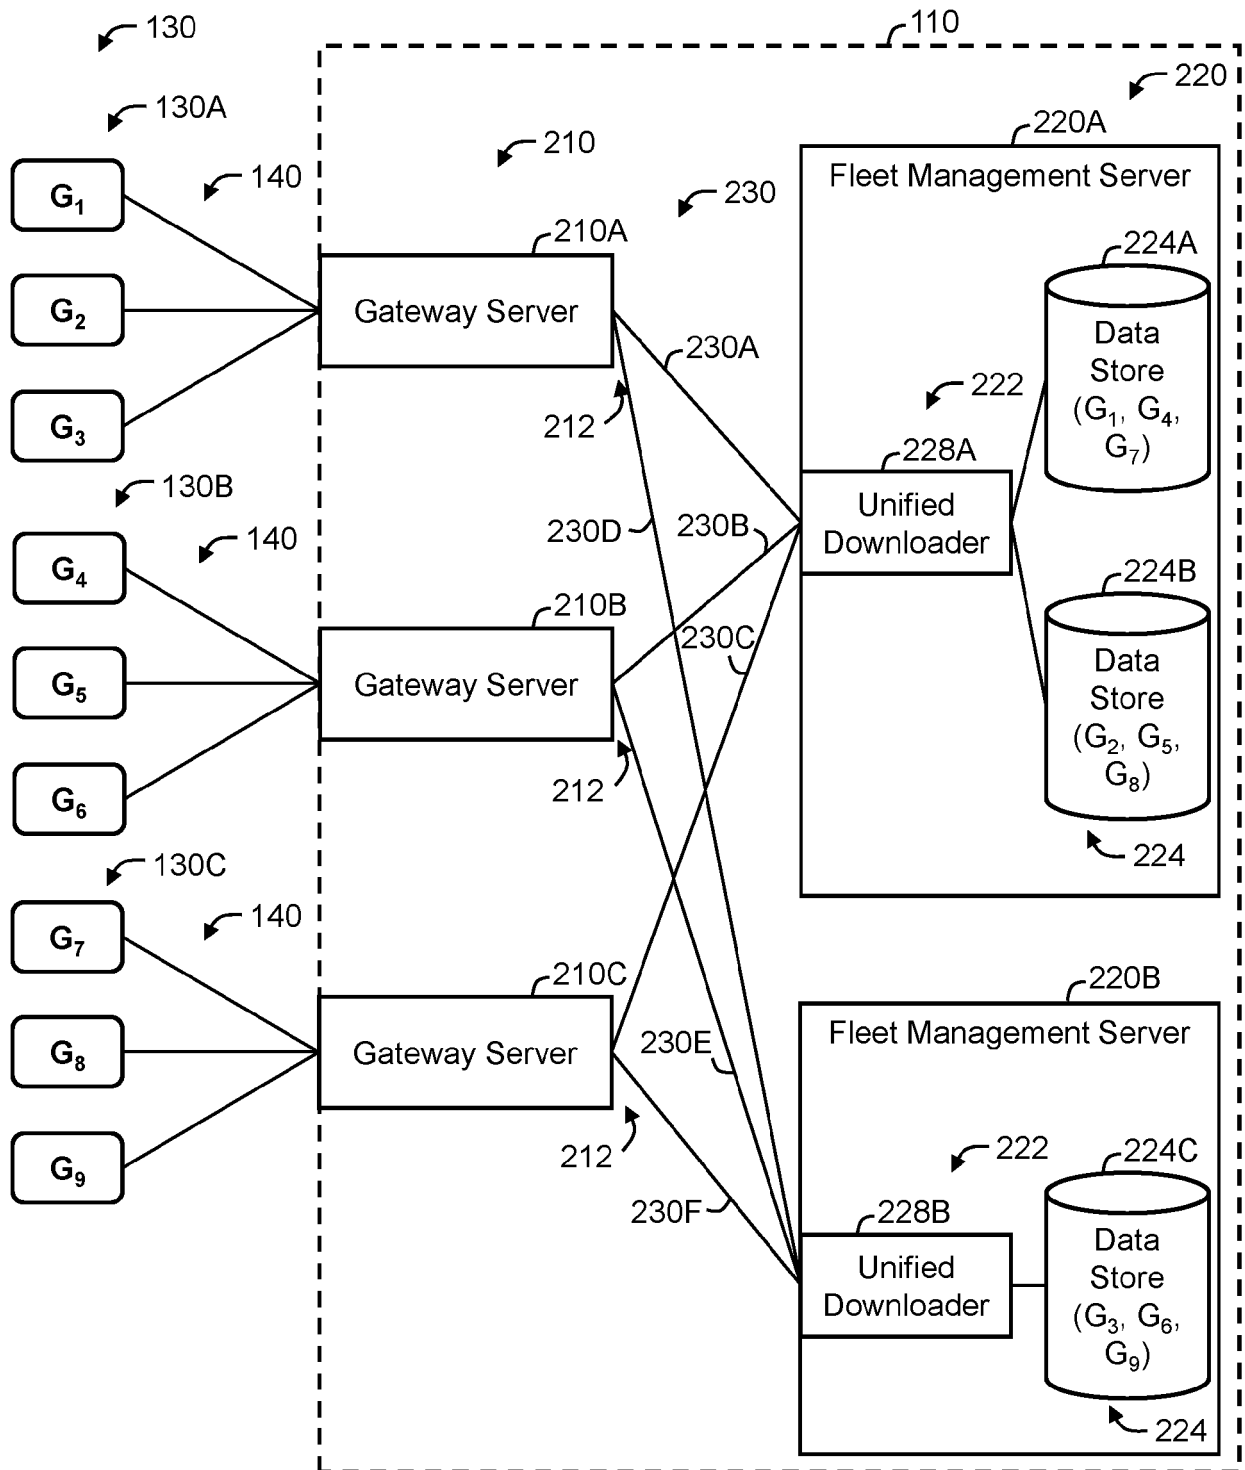 130
110
220
130A
220A
210
140
Fleet Management Server
G1
230
210A
224A
G2
Gateway Server
Data
Store
(G1, G4,
G7)
230A
222
G3
212
228A
130B
Unified
Downloader
230D
230B
140
G4
224B
210B
230C
Data
Store
(G2, G5,
G8)
G5
Gateway Server
212
G6
224
130C
140
G7
210C
220B
Fleet Management Server
G8
Gateway Server
230E
222
224C
212
G9
230F
228B
Data
Store
(G3, G6,
G9)
Unified
Downloader
224